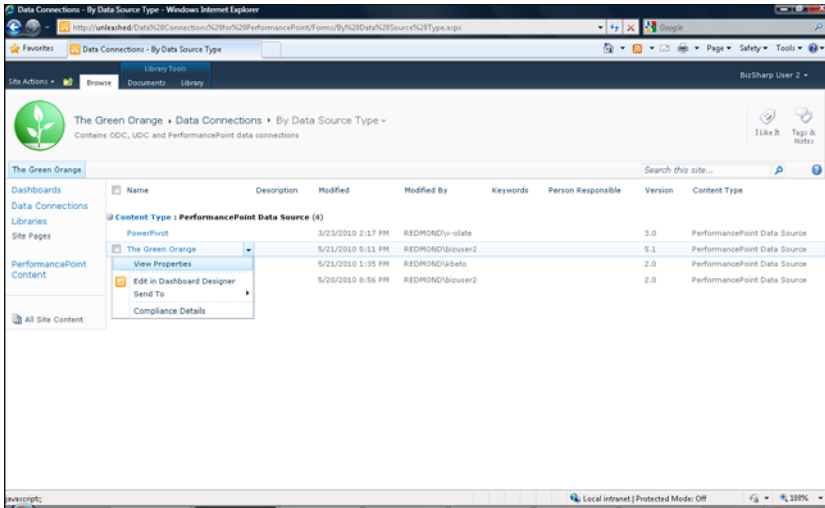 Data Connections - By Data Source Type - Windows Internet Explorer
http://unleashed/Data%20Connections%20for%20PerformancePoint/Forms/By%20Data%20Source%20Type.aspx
Google
Favorites
Data Connections - By Data Source Type
Page Safety Tools
Site Actions
Browse
Library Tools
Documents Library
BizSharp User 2
The Green Orange Data Connections By Data Source Type
Contains ODC, UDC and PerformancePoint data connections
I Like It
Tags & Notes
The Green Orange
Search this site...
Dashboards
Data Connections
Libraries
Site Pages
PerformancePoint Content
All Site Content
Name Description Modified Modified By Keywords Person Responsible Version Content Type
Content Type : PerformancePoint Data Source (4)
PowerPivot 3/23/2010 2:17 PM REDMOND\v-olate 3.0 PerformancePoint Data Source
The Green Orange 5/21/2010 5:11 PM REDMOND\bizuser2 5.1 PerformancePoint Data Source
5/21/2010 1:35 PM REDMOND\kbeto 2.0 PerformancePoint Data Source
5/20/2010 8:56 PM REDMOND\bizuser2 2.0 PerformancePoint Data Source
View Properties
Edit in Dashboard Designer
Send To
Compliance Details
javascript:;
Local intranet | Protected Mode: Off
100%